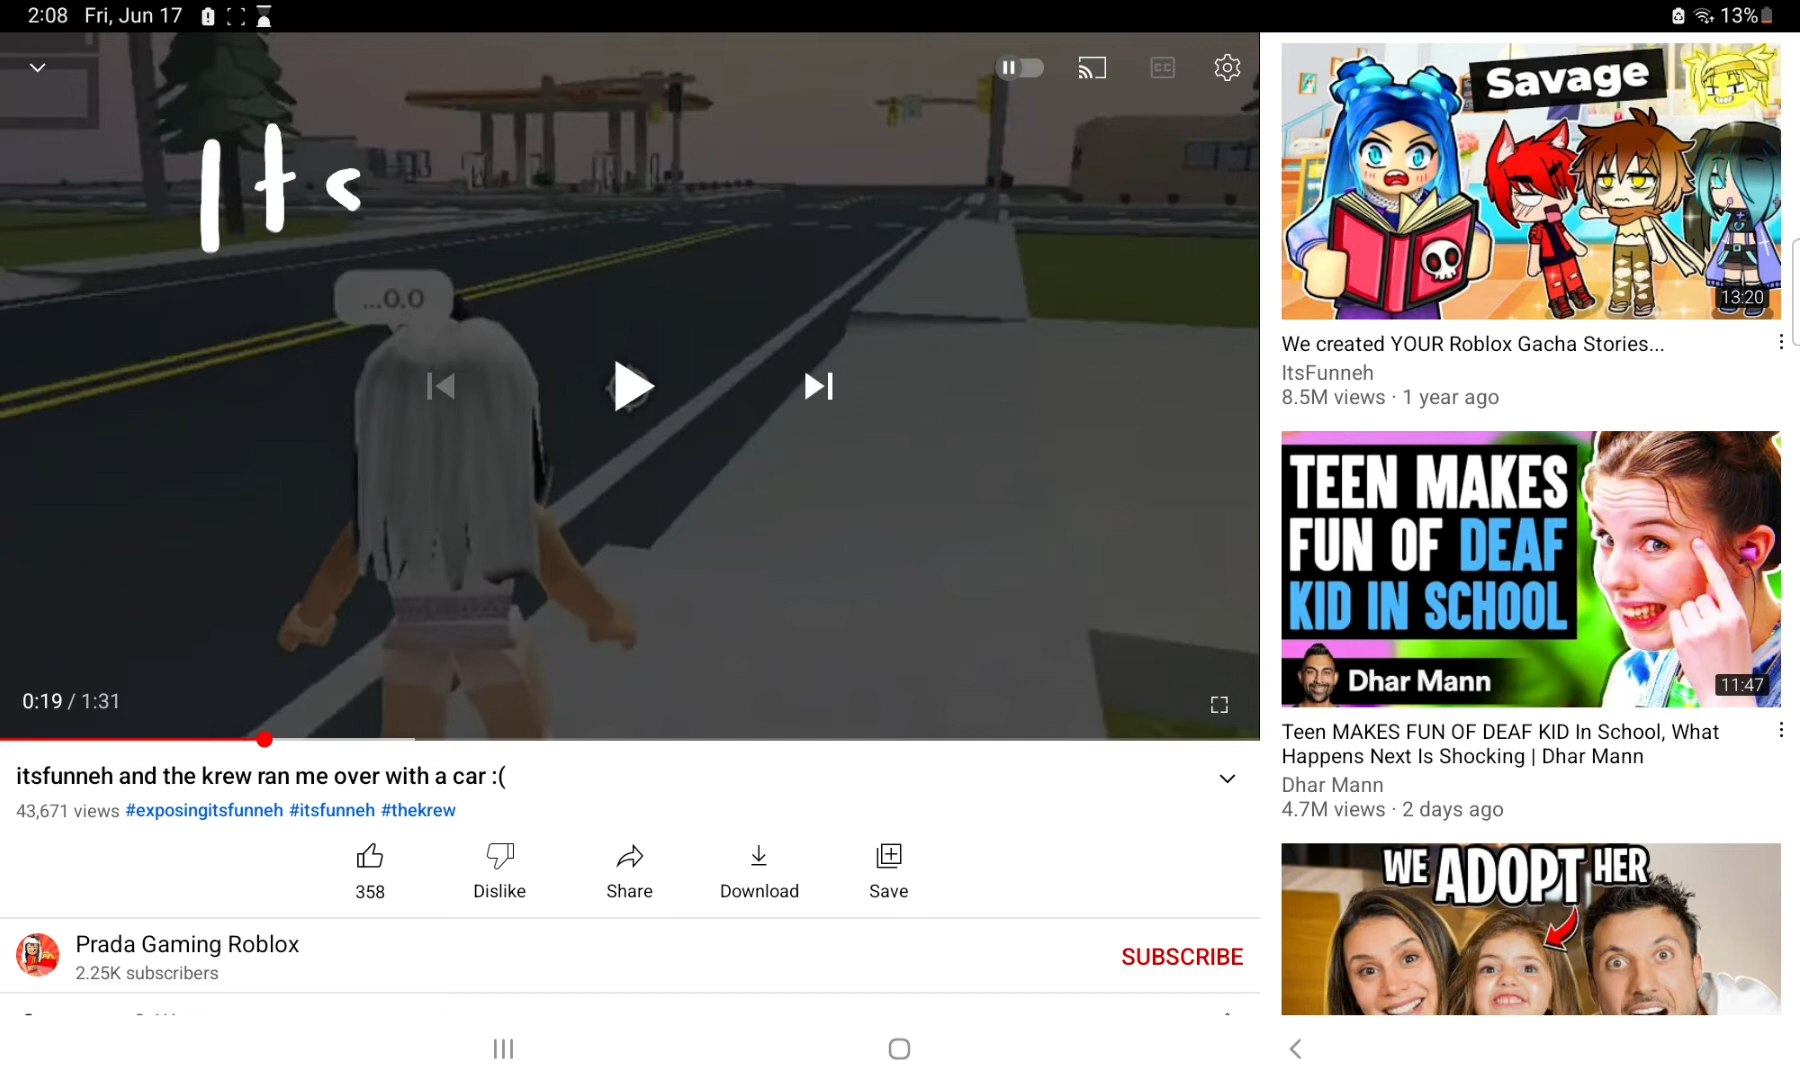 2:08 Fri, Jun 17
13%
Its
...0.0
0:19 / 1:31
itsfunneh and the krew ran me over with a car :(
43,671 views #exposingitsfunneh #itsfunneh #thekrew
358
Dislike
Share
Download
Save
Prada Gaming Roblox
2.25K subscribers
SUBSCRIBE
CC
Savage
13:20
We created YOUR Roblox Gacha Stories...
ItsFunneh
8.5M views · 1 year ago
TEEN MAKES
FUN OF DEAF
KID IN SCHOOL
Dhar Mann
11:47
Teen MAKES FUN OF DEAF KID In School, What
Happens Next Is Shocking | Dhar Mann
Dhar Mann
4.7M views · 2 days ago
WE ADOPT HER